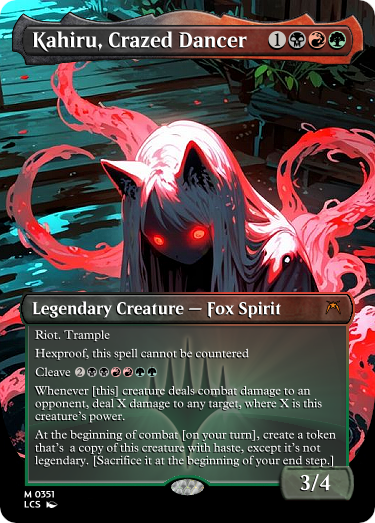 Kahiru, Crazed Dancer 1
Legendary Creature — Fox Spirit
Riot. Trample
Hexproof, this spell cannot be countered
Cleave 2
Whenever [this] creature deals combat damage to an
opponent, deal X damage to any target, where X is
this creature's power.
At the beginning of combat [on your turn], create a token
that's a copy of this creature with haste, except it's not
legendary. [Sacrifice it at the beginning of your end step.]
3/4
M 0351
LCS